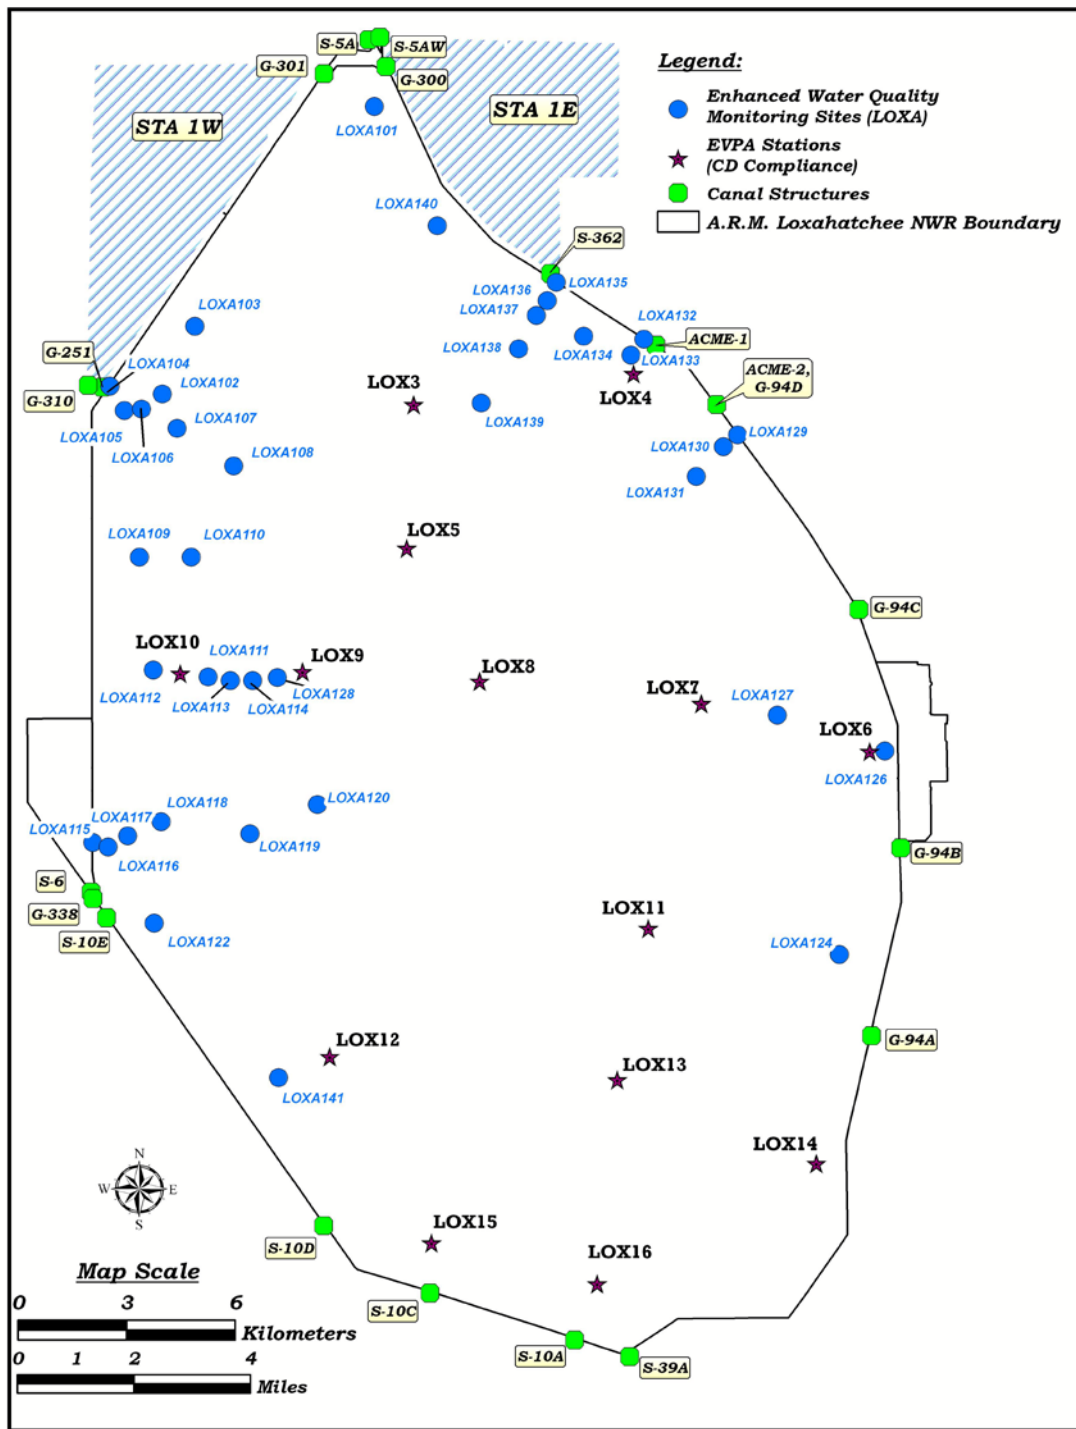 S-5A
S-5AW
G-301
G-300
Legend:
Enhanced Water Quality
Monitoring Sites (LOXA)
EVPA Stations
(CD Compliance)
Canal Structures
A.R.M. Loxahatchee NWR Boundary
STA 1W
STA 1E
LOXA101
LOXA140
S-362
LOXA136
LOXA135
LOXA137
LOXA103
LOXA132
ACME-1
G-251
LOXA104
LOXA138
LOXA134
LOXA133
LOX3
LOX4
ACME-2,
G-94D
LOXA102
G-310
LOXA139
LOXA107
LOXA105
LOXA106
LOXA129
LOXA130
LOXA108
LOXA131
LOXA109
LOXA110
LOX5
G-94C
LOX10
LOXA111
LOX9
LOX8
LOX7
LOXA112
LOXA113
LOXA114
LOXA128
LOXA127
LOX6
LOXA126
LOXA118
LOXA120
LOXA117
LOXA115
LOXA119
LOXA116
G-94B
S-6
G-338
S-10E
LOX11
LOXA122
LOXA124
LOX12
G-94A
LOX13
LOXA141
LOX14
N
W
E
S
LOX15
S-10D
LOX16
Map Scale
0 3 6
Kilometers
S-10C
S-10A
S-39A
0 1 2 4
Miles